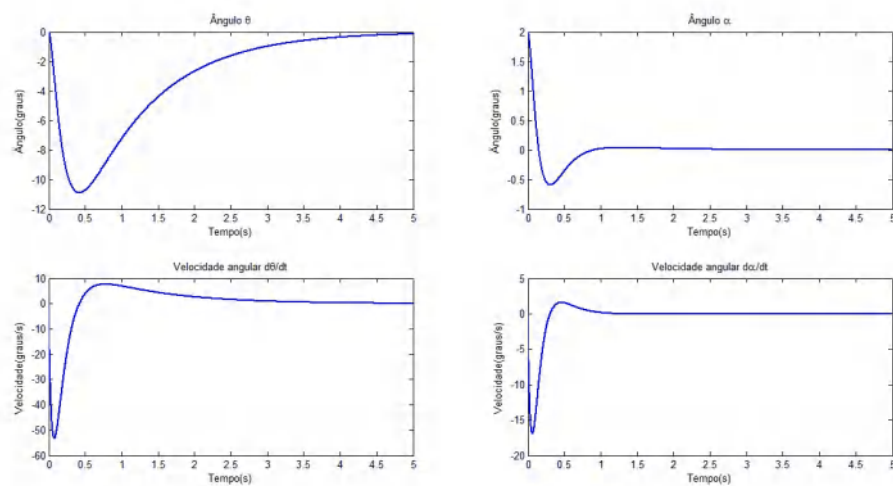 Ângulo θ
0
-2
-4
-6
-8
-10
-12
Ângulo(graus)
0 0.5 1 1.5 2 2.5 3 3.5 4 4.5 5
Tempo(s)
Ângulo α
2
1.5
1
0.5
0
-0.5
-1
Ângulo(graus)
0 0.5 1 1.5 2 2.5 3 3.5 4 4.5 5
Tempo(s)
Velocidade angular dθ/dt
10
0
-10
-20
-30
-40
-50
-60
Velocidade(graus/s)
0 0.5 1 1.5 2 2.5 3 3.5 4 4.5 5
Tempo(s)
Velocidade angular dα/dt
5
0
-5
-10
-15
-20
Velocidade(graus/s)
0 0.5 1 1.5 2 2.5 3 3.5 4 4.5 5
Tempo(s)